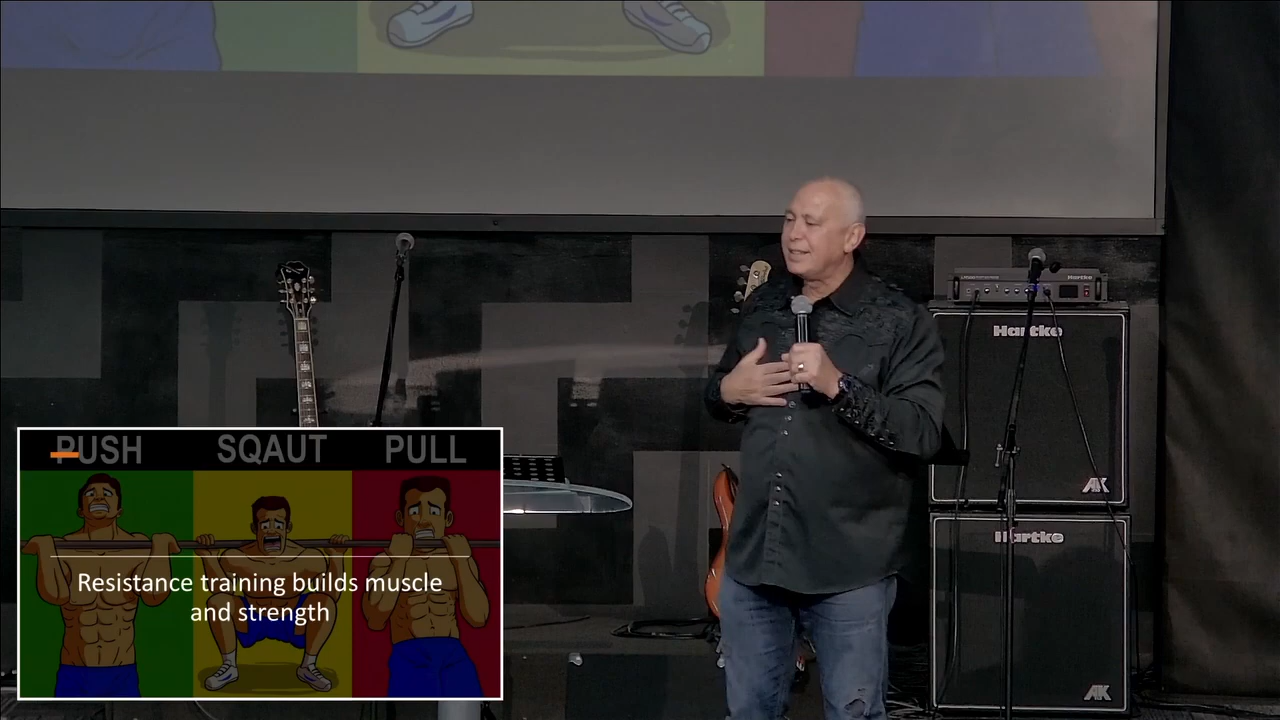 PUSH SQAUT PULL
Resistance training builds muscle
and strength
Hartke
Hartke
AK
Hartke
AK